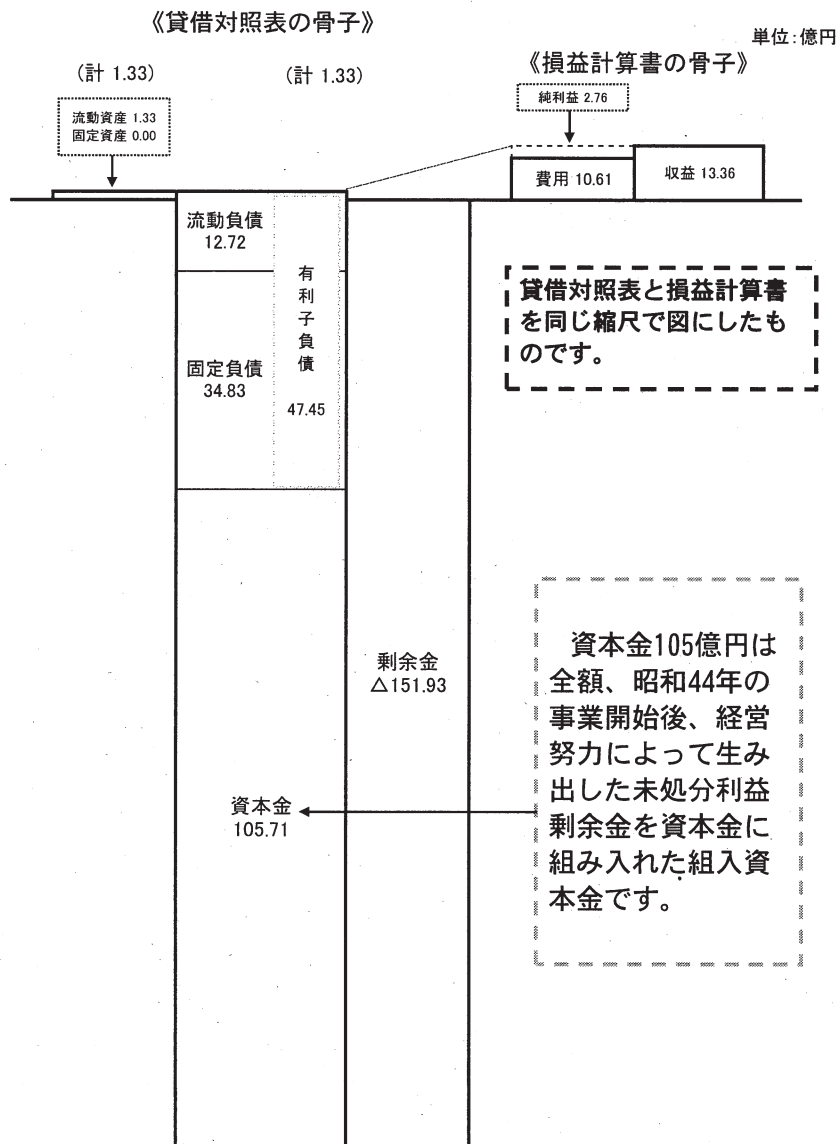 《貸借対照表の骨子》
単位:億円
(計 1.33)
(計 1.33)
《損益計算書の骨子》
流動資産 1.33
固定資産 0.00
純利益 2.76
費用 10.61
収益 13.36
流動負債
12.72
有利子負債
47.45
固定負債
34.83
貸借対照表と損益計算書
を同じ縮尺で図にしたも
のです。
剰余金
△151.93
資本金
105.71
資本金105億円は
全額、昭和44年の
事業開始後、経営
努力によって生み
出した未処分利益
剰余金を資本金に
組み入れた組入資
本金です。